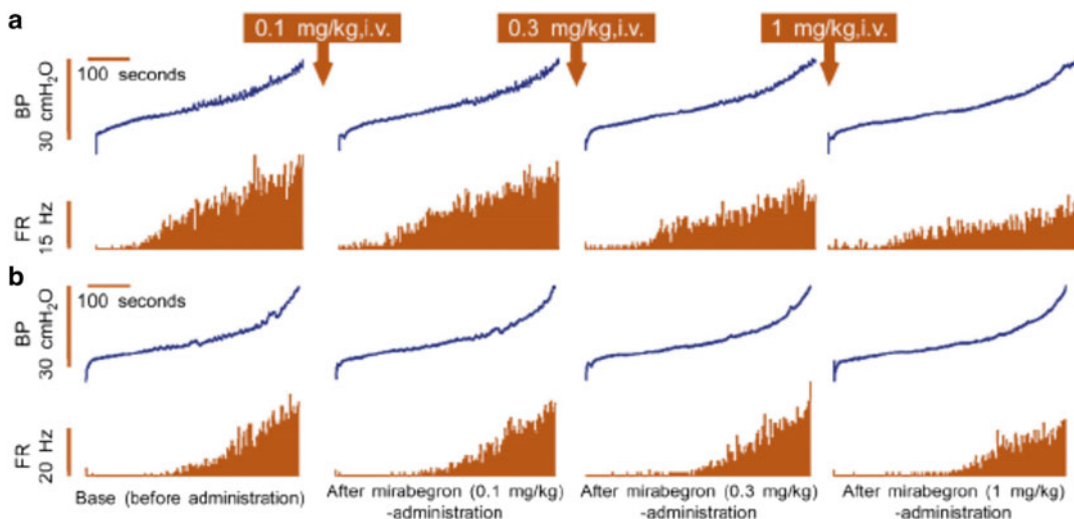 a
0.1 mg/kg,i.v.
0.3 mg/kg,i.v.
1 mg/kg,i.v.
100 seconds
BP
30 cmH2O
FR
15 Hz
b
100 seconds
BP
30 cmH2O
FR
20 Hz
Base (before administration)
After mirabegron (0.1 mg/kg)
-administration
After mirabegron (0.3 mg/kg)
-administration
After mirabegron (1 mg/kg)
-administration